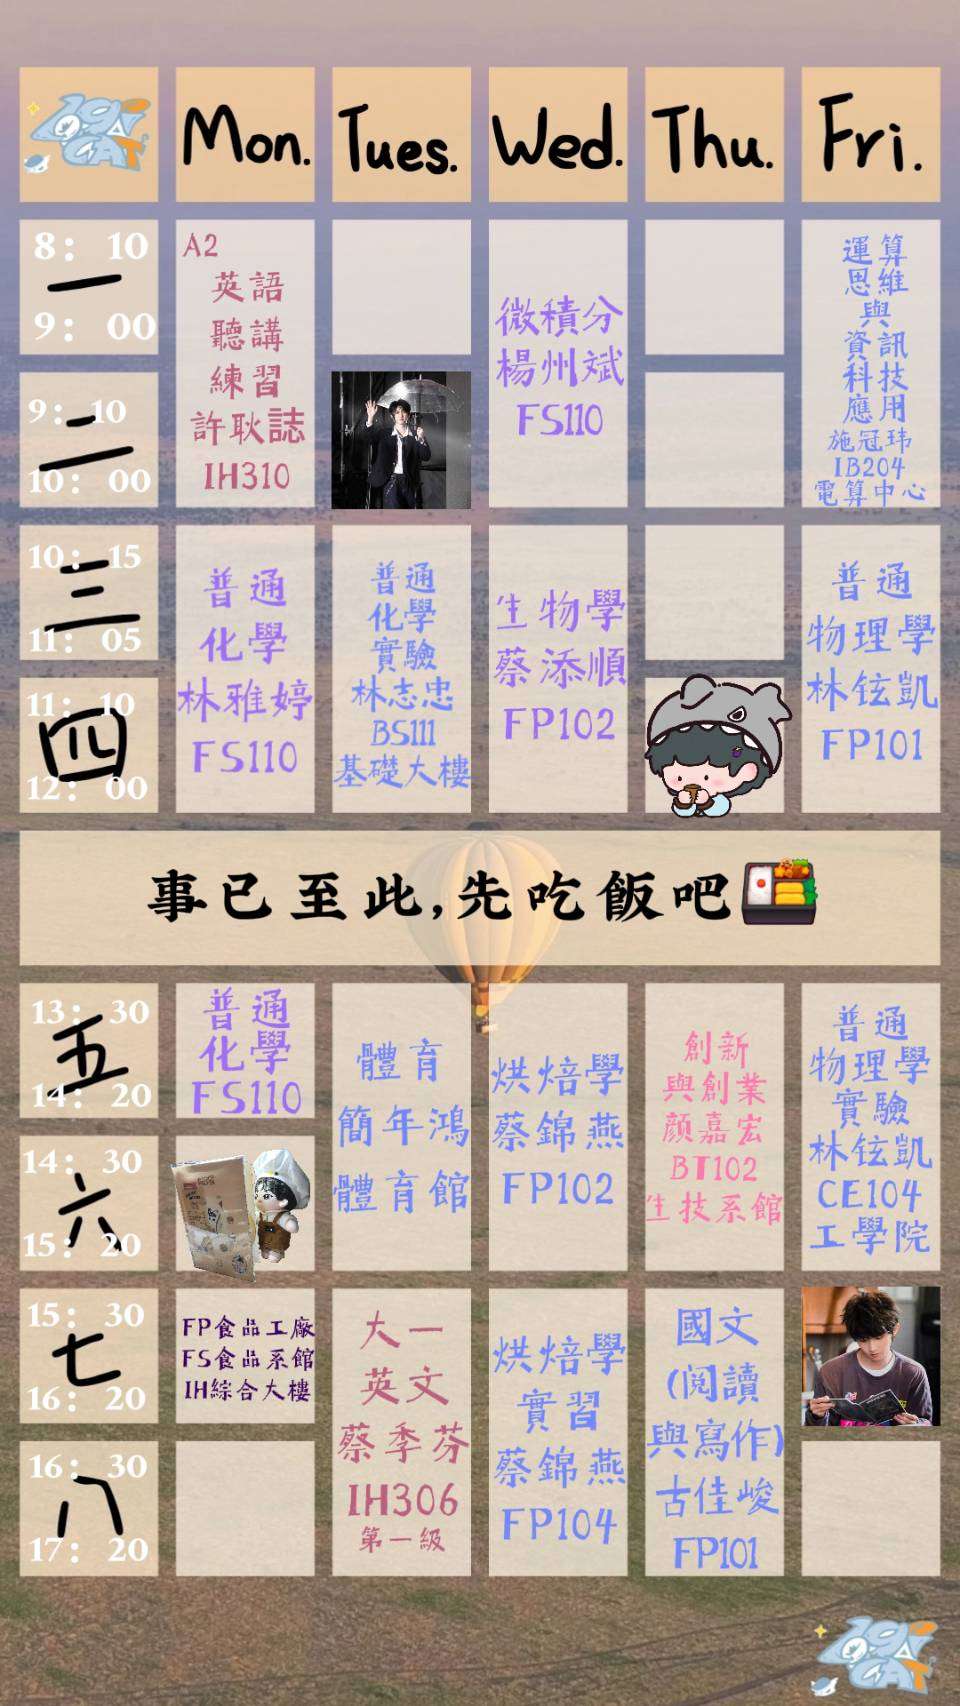 Mon.
Tues.
Wed.
Thu.
Fri.
8： 10
一
9： 00
A2
英語
聽講
練習
許耿誌
IH310
微積分
楊州斌
FS110
運算
思維
與
資訊
科技
應用
施冠瑋
IB204
電算中心
9： 10
二
10： 00
10： 15
三
11： 05
普通
化學
林雅婷
FS110
普通
化學
實驗
林志忠
BS111
基礎大樓
生物學
蔡添順
FP102
普通
物理學
林鉉凱
FP101
11： 10
四
12： 00
事已至此,先吃飯吧
13： 30
五
14： 20
普通
化學
FS110
體育
簡年鴻
體育館
烘焙學
蔡錦燕
FP102
創新
與創業
顏嘉宏
BT102
生技系館
普通
物理學
實驗
林鉉凱
CE104
工學院
14： 30
六
15： 20
15： 30
七
16： 20
FP食品工廠
FS食品系館
IH綜合大樓
大一
英文
蔡季芬
IH306
第一級
烘焙學
實習
蔡錦燕
FP104
國文
(閱讀
與寫作)
古佳峻
FP101
16： 30
八
17： 20